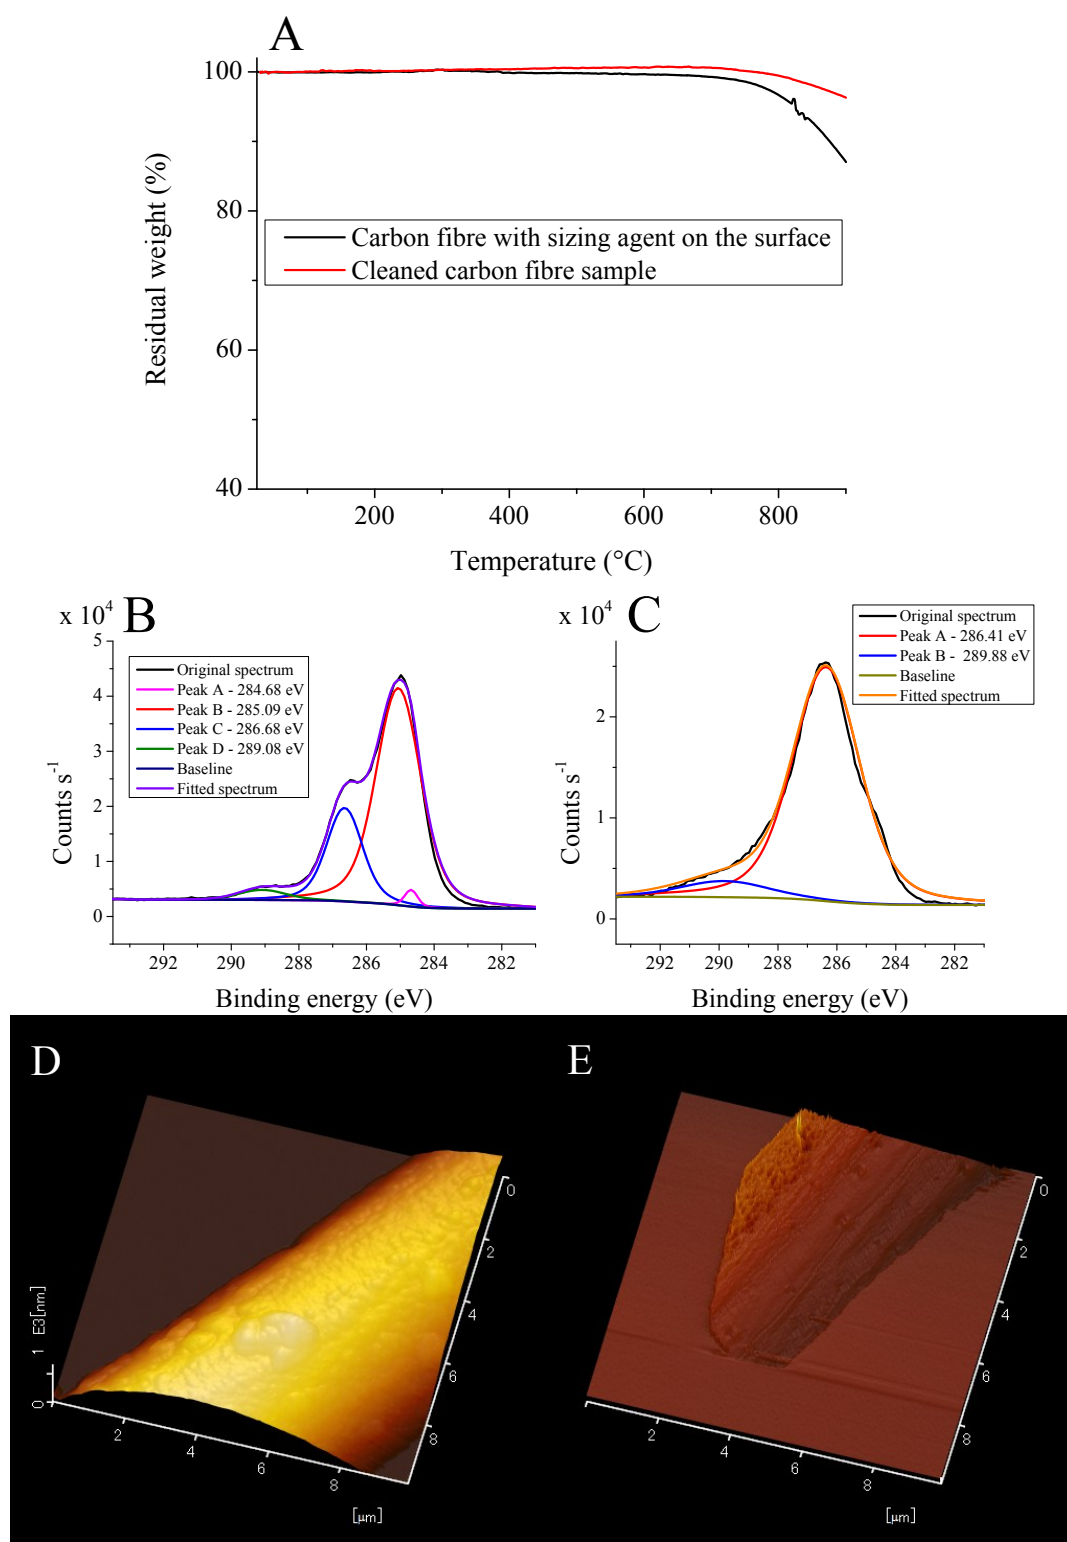 A
100
80
60
40
Residual weight (%)
Carbon fibre with sizing agent on the surface
Cleaned carbon fibre sample
200 400 600 800
Temperature (°C)
x 10⁴ B
5
4
3
2
1
0
Counts s⁻¹
Original spectrum
Peak A - 284.68 eV
Peak B - 285.09 eV
Peak C - 286.68 eV
Peak D - 289.08 eV
Baseline
Fitted spectrum
292 290 288 286 284 282
Binding energy (eV)
x 10⁴ C
2
1
0
Counts s⁻¹
Original spectrum
Peak A - 286.41 eV
Peak B - 289.88 eV
Baseline
Fitted spectrum
292 290 288 286 284 282
Binding energy (eV)
D
0
2
4
6
8
1 E3[nm]
0
2 4 6 8
[µm]
E
0
2
4
6
8
2 4 6 8
[µm]